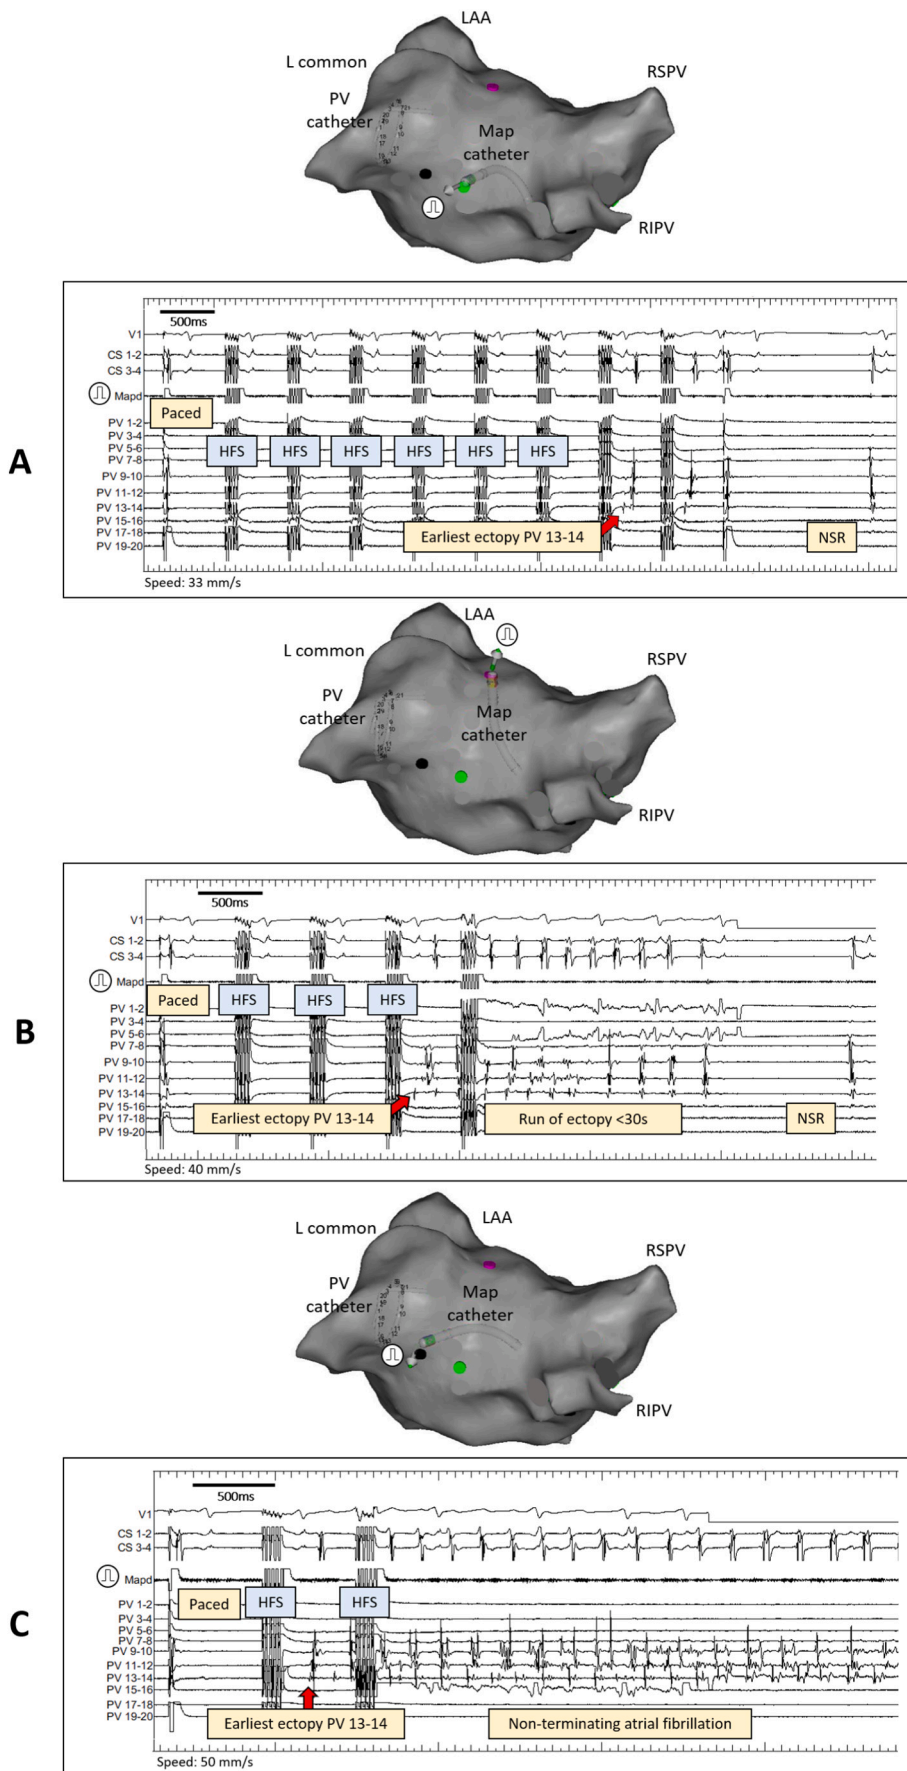 LAA
L common
RSPV
PV
catheter
Map
catheter
RIPV
A
500ms
V1
CS 1-2
CS 3-4
Mapd
Paced
PV 1-2
PV 3-4
PV 5-6
PV 7-8
HFS HFS HFS HFS HFS HFS
PV 9-10
PV 11-12
PV 13-14
PV 15-16
PV 17-18
PV 19-20
Earliest ectopy PV 13-14
NSR
Speed: 33 mm/s
LAA
L common
RSPV
PV
catheter
Map
catheter
RIPV
B
500ms
V1
CS 1-2
CS 3-4
Mapd
Paced HFS HFS HFS
PV 1-2
PV 3-4
PV 5-6
PV 7-8
PV 9-10
PV 11-12
PV 13-14
PV 15-16
PV 17-18
PV 19-20
Earliest ectopy PV 13-14
Run of ectopy <30s
NSR
Speed: 40 mm/s
LAA
L common
RSPV
PV
catheter
Map
catheter
RIPV
C
500ms
V1
CS 1-2
CS 3-4
Mapd
Paced HFS HFS
PV 1-2
PV 3-4
PV 5-6
PV 7-8
PV 9-10
PV 11-12
PV 13-14
PV 15-16
PV 17-18
PV 19-20
Earliest ectopy PV 13-14
Non-terminating atrial fibrillation
Speed: 50 mm/s